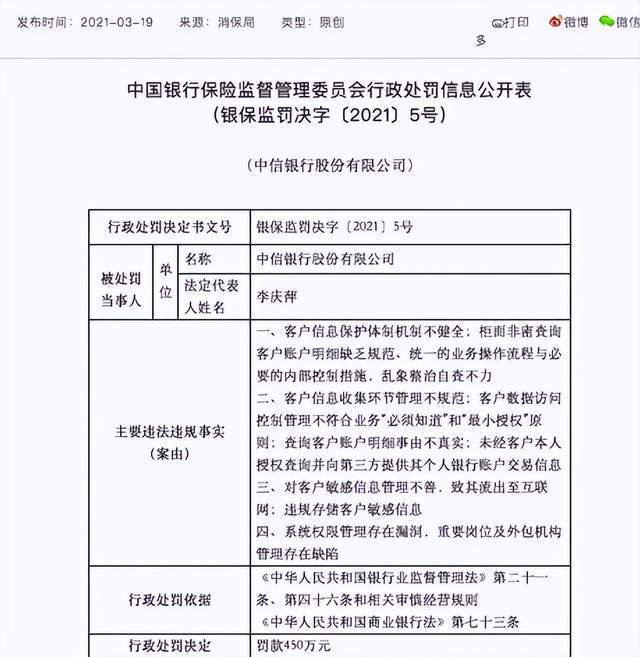 发布时间：2021-03-19 来源：消保局 类型：原创 打印 微博 微信
多
中国银行保险监督管理委员会行政处罚信息公开表
（银保监罚决字〔2021〕5号）
（中信银行股份有限公司）
行政处罚决定书文号 银保监罚决字〔2021〕5号
被处罚当事人 单位 名称 中信银行股份有限公司
法定代表人姓名 李庆萍
主要违法违规事实（案由）
一、客户信息保护体制机制不健全；柜面非密查询
客户账户明细缺乏规范、统一的业务操作流程与必
要的内部控制措施，乱象整治自查不力
二、客户信息收集环节管理不规范；客户数据访问
控制管理不符合业务“必须知道”和“最小授权”原
则；查询客户账户明细事由不真实；未经客户本人
授权查询并向第三方提供其个人银行账户交易信息
三、对客户敏感信息管理不善，致其流出至互联
网；违规存储客户敏感信息
四、系统权限管理存在漏洞，重要岗位及外包机构
管理存在缺陷
行政处罚依据
《中华人民共和国银行业监督管理法》第二十一
条、第四十六条和相关审慎经营规则
《中华人民共和国商业银行法》第七十三条
行政处罚决定 罚款450万元